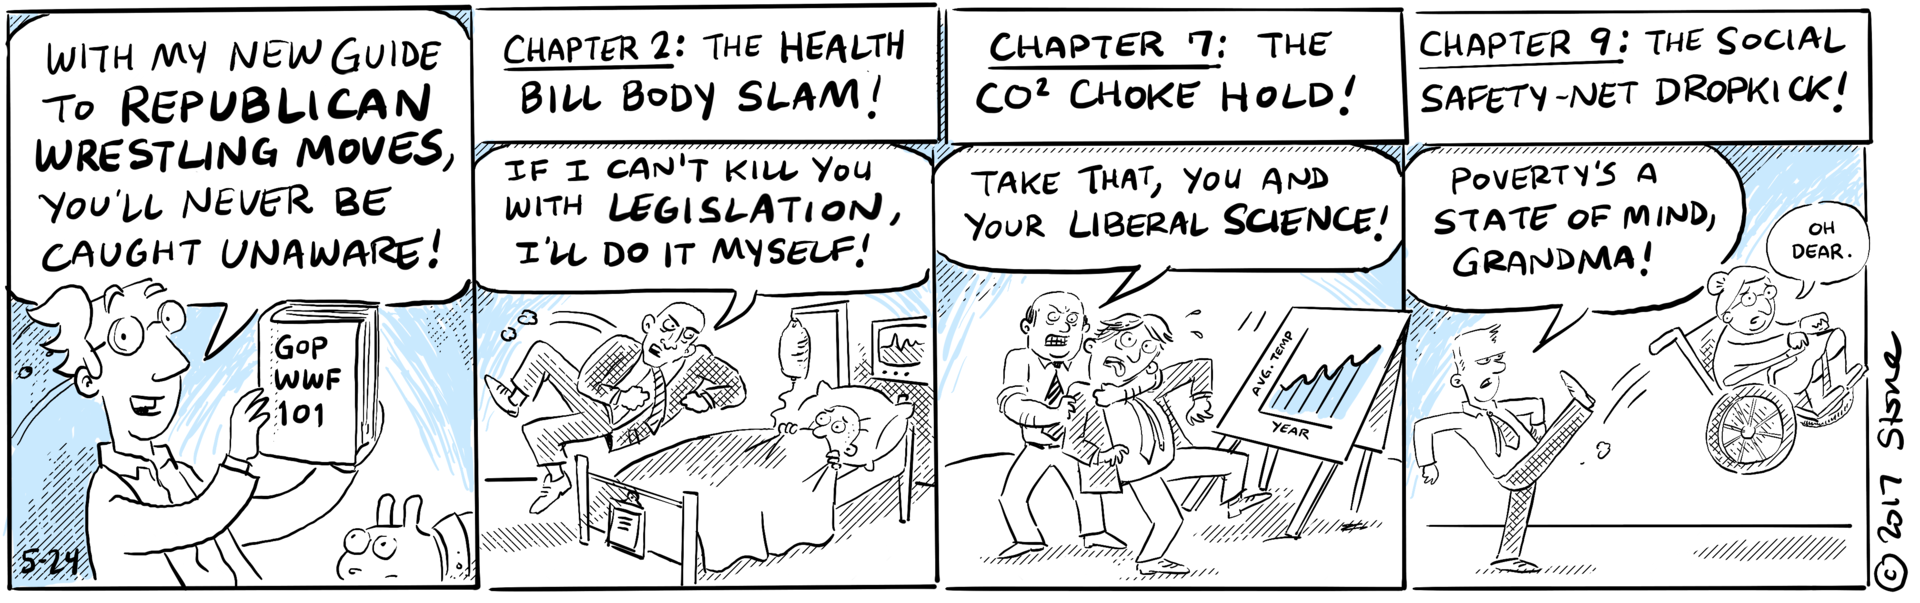 WITH MY NEW GUIDE
TO REPUBLICAN
WRESTLING MOVES,
YOU'LL NEVER BE
CAUGHT UNAWARE!
GOP
WWF
101
5-24
CHAPTER 2: THE HEALTH
BILL BODY SLAM!
IF I CAN'T KILL YOU
WITH LEGISLATION,
I'LL DO IT MYSELF!
CHAPTER 7: THE
CO² CHOKE HOLD!
TAKE THAT, YOU AND
YOUR LIBERAL SCIENCE!
AVG. TEMP
YEAR
CHAPTER 9: THE SOCIAL
SAFETY-NET DROPKICK!
POVERTY'S A
STATE OF MIND,
GRANDMA!
OH
DEAR.
© 2017 Stone